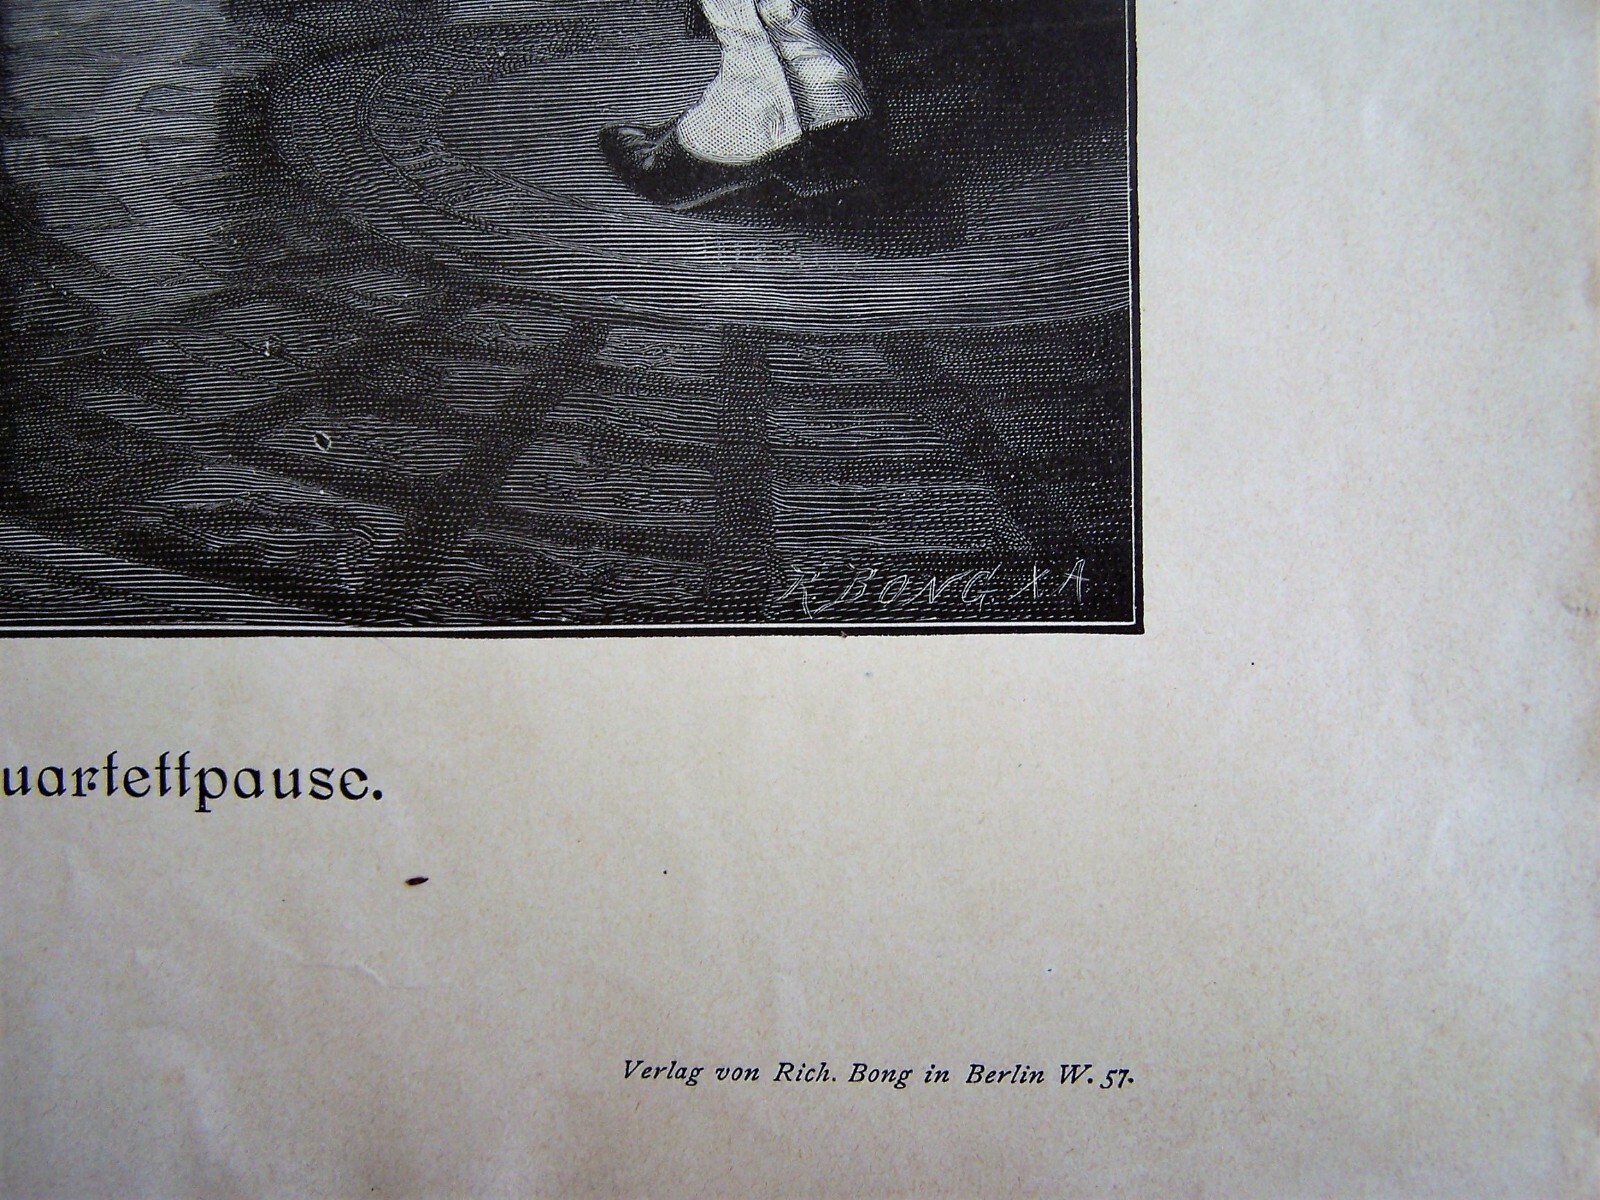 R BONG X A
uartettpause.
Verlag von Rich. Bong in Berlin W. 57.